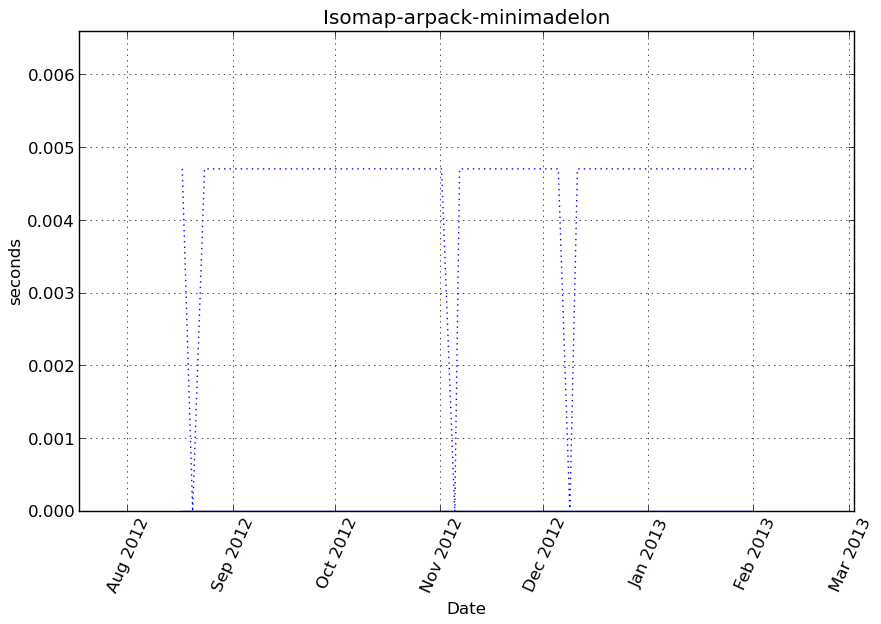 Isomap-arpack-minimadelon
0.006
0.005
0.004
0.003
0.002
0.001
0.000
seconds
Aug 2012
Sep 2012
Oct 2012
Nov 2012
Dec 2012
Jan 2013
Feb 2013
Mar 2013
Date